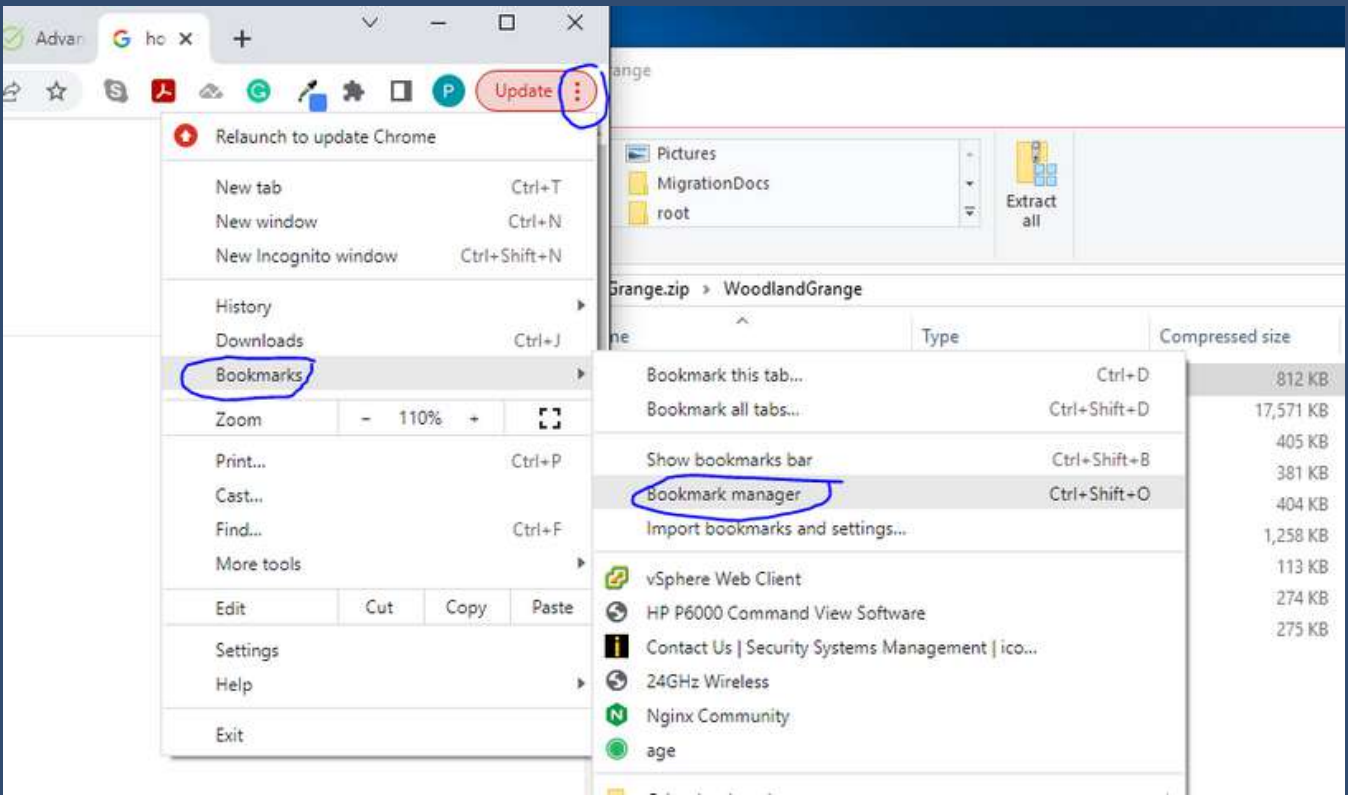 Advan
ho
Update
Relaunch to update Chrome
New tab Ctrl+T
New window Ctrl+N
New Incognito window Ctrl+Shift+N
History
Downloads Ctrl+J
Bookmarks
Zoom - 110% +
Print... Ctrl+P
Cast...
Find... Ctrl+F
More tools
Edit Cut Copy Paste
Settings
Help
Exit
ange
Pictures
MigrationDocs
root
Extract
all
Grange.zip › WoodlandGrange
me Type Compressed size
812 KB
17,571 KB
405 KB
381 KB
404 KB
1,258 KB
113 KB
274 KB
275 KB
Bookmark this tab... Ctrl+D
Bookmark all tabs... Ctrl+Shift+D
Show bookmarks bar Ctrl+Shift+B
Bookmark manager Ctrl+Shift+O
Import bookmarks and settings...
vSphere Web Client
HP P6000 Command View Software
Contact Us | Security Systems Management | ico...
24GHz Wireless
Nginx Community
age